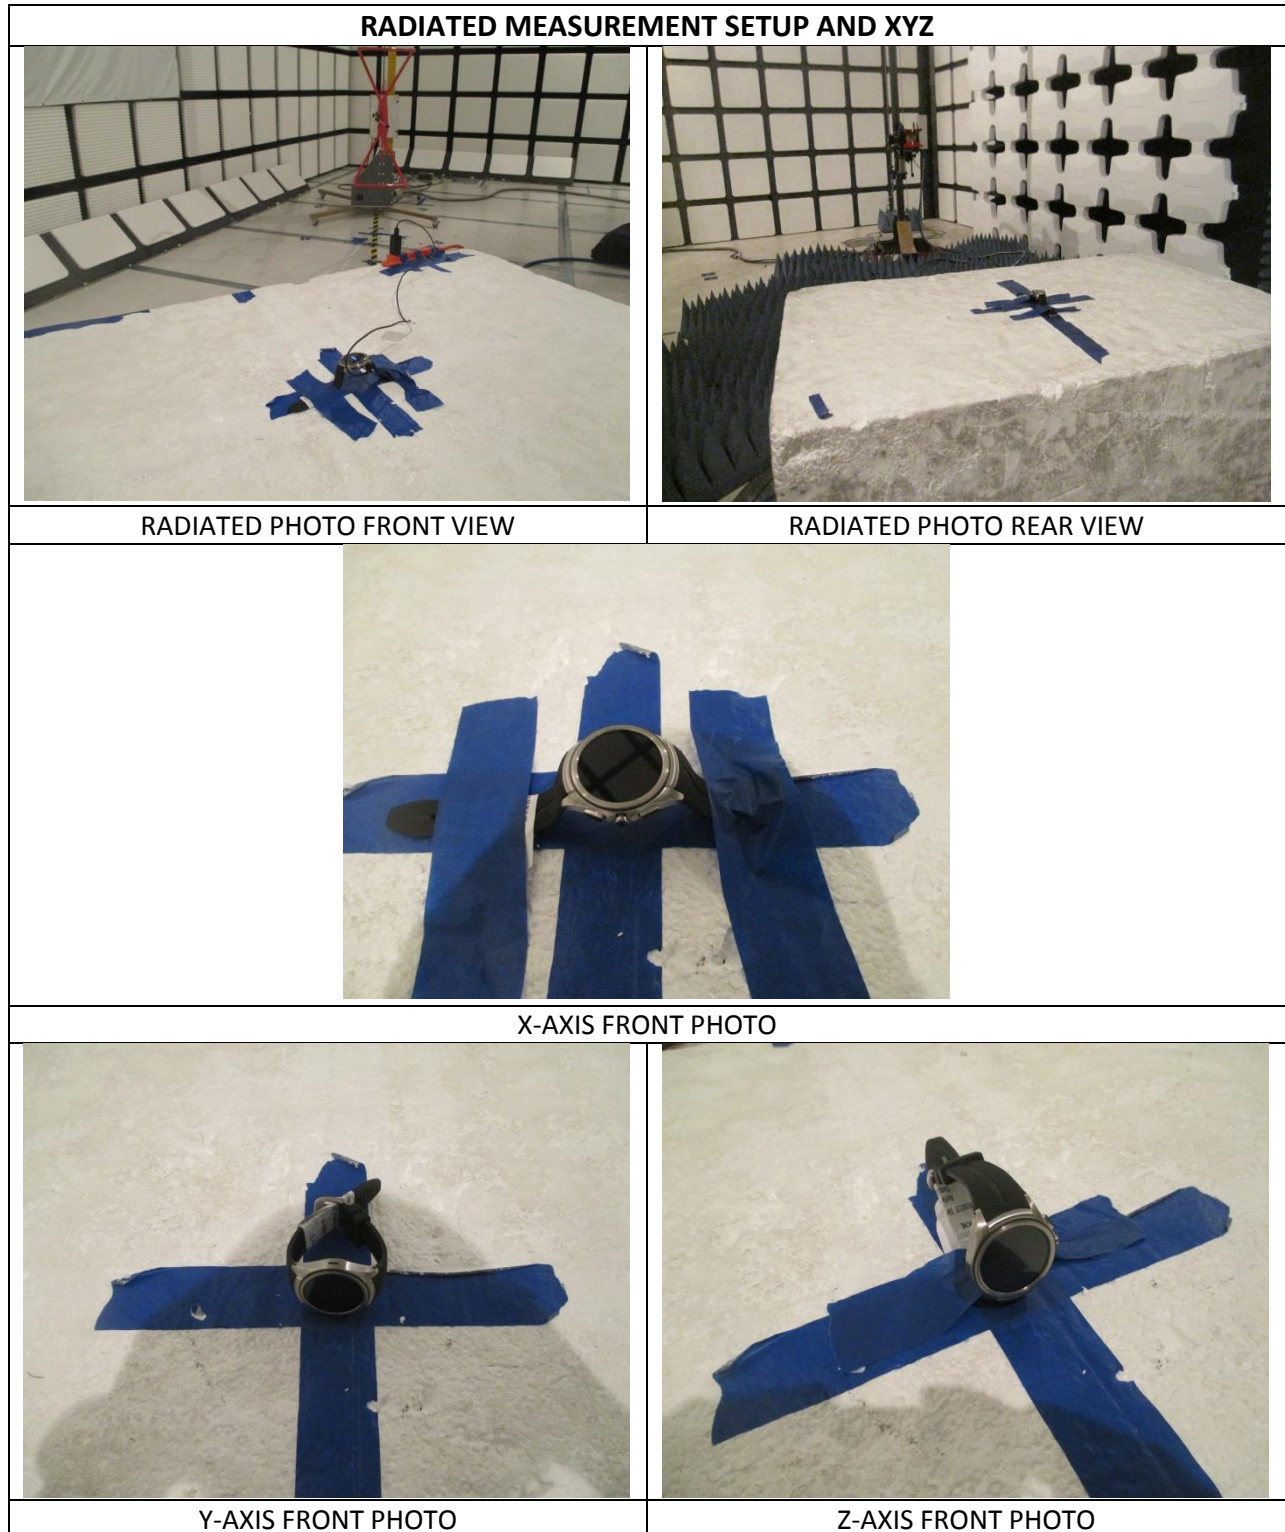 RADIATED MEASUREMENT SETUP AND XYZ
RADIATED PHOTO FRONT VIEW
RADIATED PHOTO REAR VIEW
X-AXIS FRONT PHOTO
Y-AXIS FRONT PHOTO
Z-AXIS FRONT PHOTO